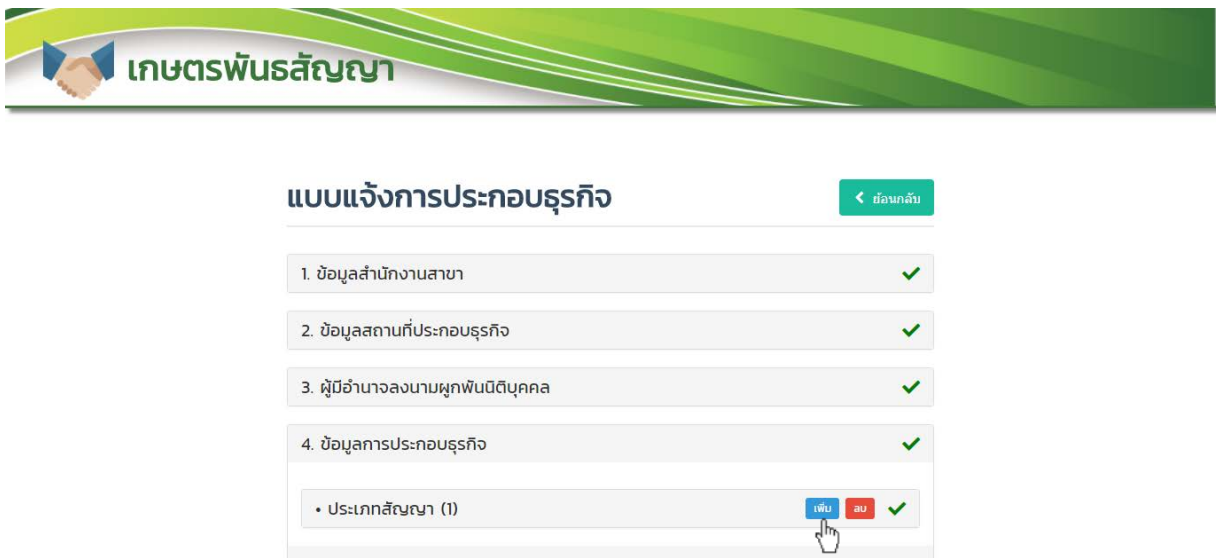 เกษตรพันธสัญญา
แบบแจ้งการประกอบธุรกิจ
ย้อนกลับ
1. ข้อมูลสำนักงานสาขา
2. ข้อมูลสถานที่ประกอบธุรกิจ
3. ผู้มีอำนาจลงนามผูกพันนิติบุคคล
4. ข้อมูลการประกอบธุรกิจ
• ประเภทสัญญา (1) เพิ่ม ลบ